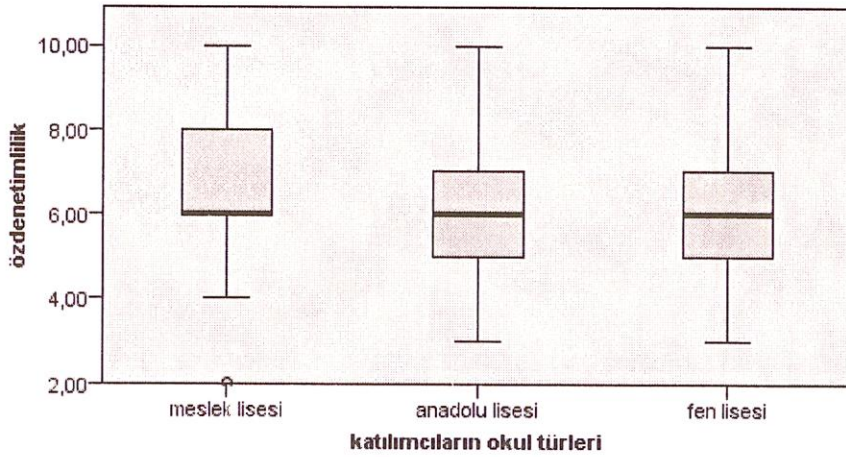 10,00
8,00
6,00
4,00
2,00
özdenetimlilik
meslek lisesi
anadolu lisesi
fen lisesi
katılımcıların okul türleri